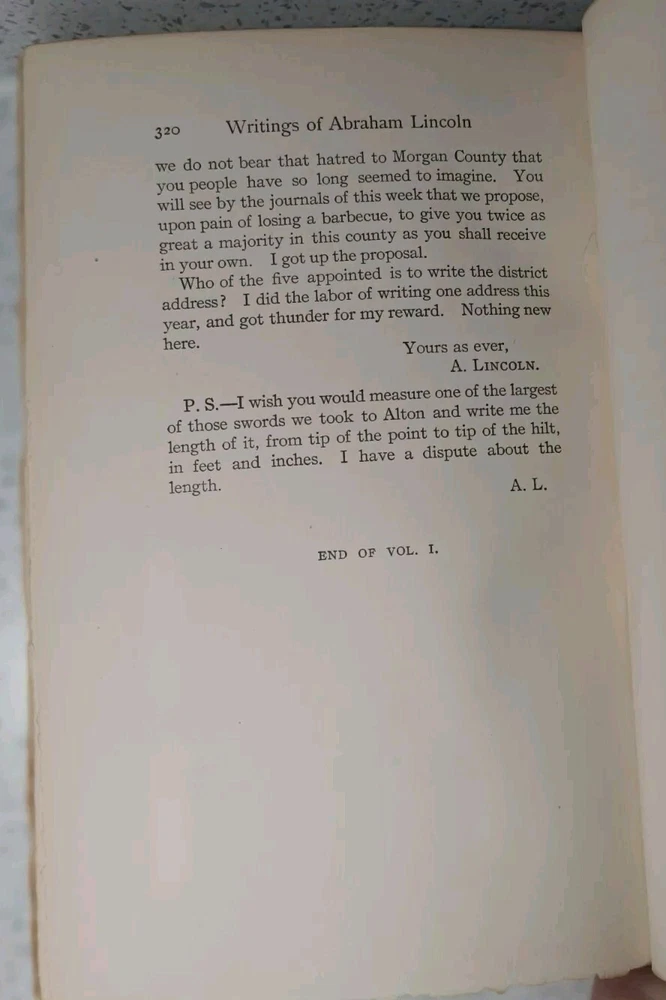 320 Writings of Abraham Lincoln
we do not bear that hatred to Morgan County that
you people have so long seemed to imagine. You
will see by the journals of this week that we propose,
upon pain of losing a barbecue, to give you twice as
great a majority in this county as you shall receive
in your own. I got up the proposal.
Who of the five appointed is to write the district
address? I did the labor of writing one address this
year, and got thunder for my reward. Nothing new
here. Yours as ever,
A. LINCOLN.
P. S.—I wish you would measure one of the largest
of those swords we took to Alton and write me the
length of it, from tip of the point to tip of the hilt,
in feet and inches. I have a dispute about the
length. A. L.
END OF VOL. I.